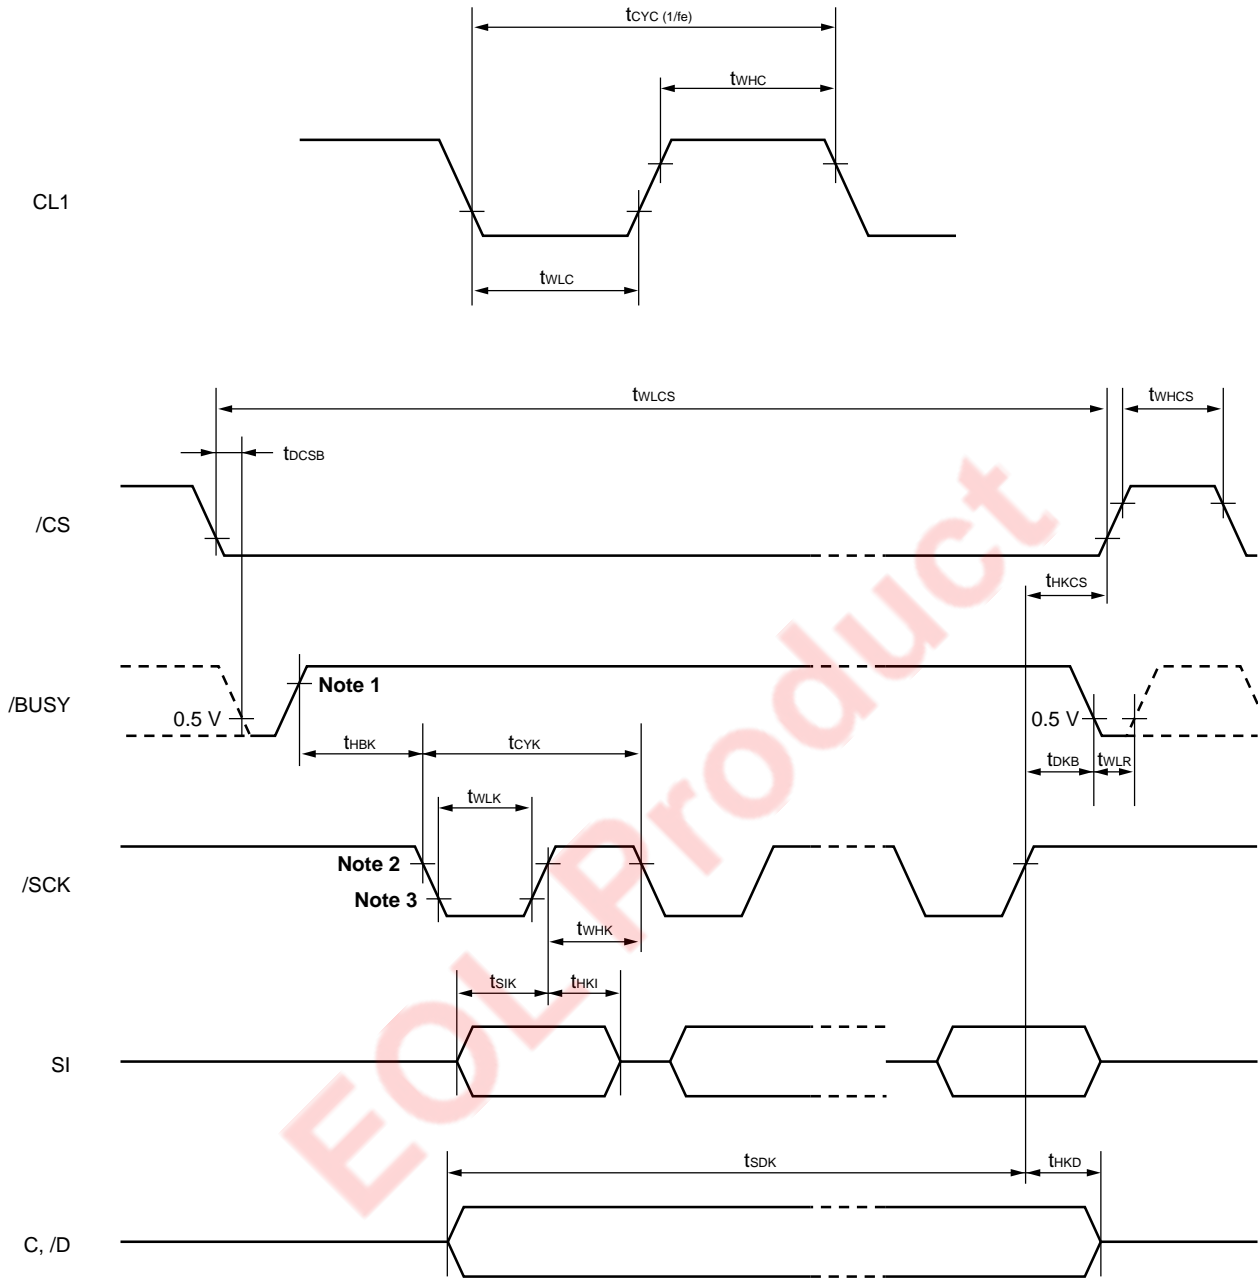 tCYC (1/fe)
tWHC
CL1
tWLC
tWLCS
tWHCS
tDCSB
/CS
tHKCS
Note 1
/BUSY
0.5 V
0.5 V
tHBK
tCYK
tDKB
tWLR
tWLK
Note 2
/SCK
Note 3
tWHK
tSIK
tHKI
SI
tSDK
tHKD
C, /D
EOL Product